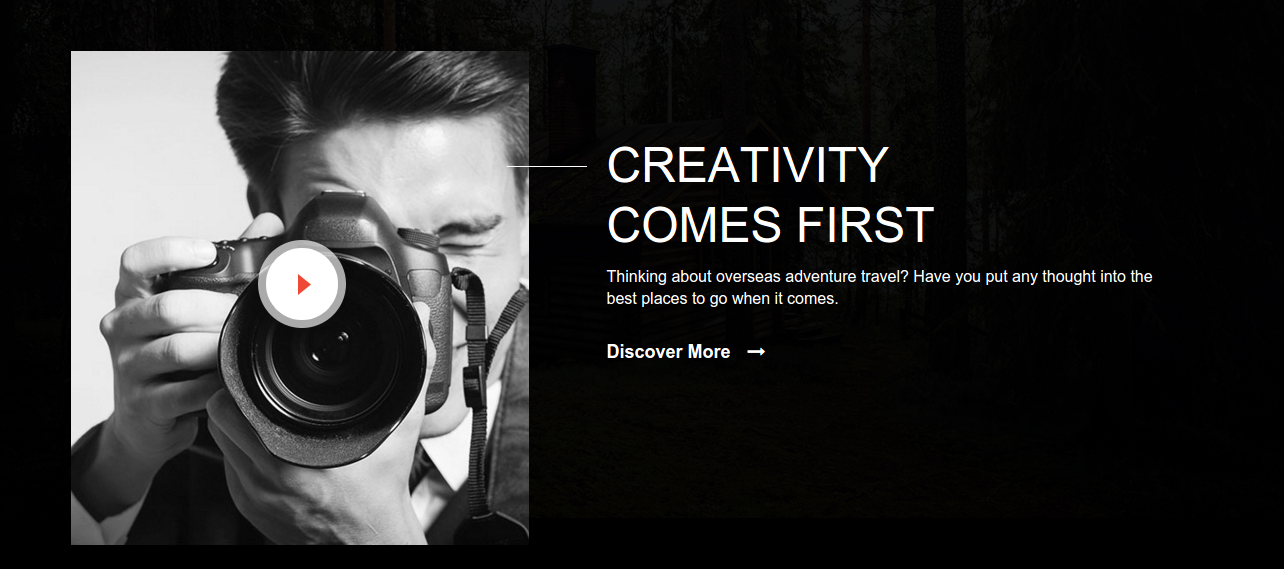 CREATIVITY
COMES FIRST
Thinking about overseas adventure travel? Have you put any thought into the
best places to go when it comes.
Discover More